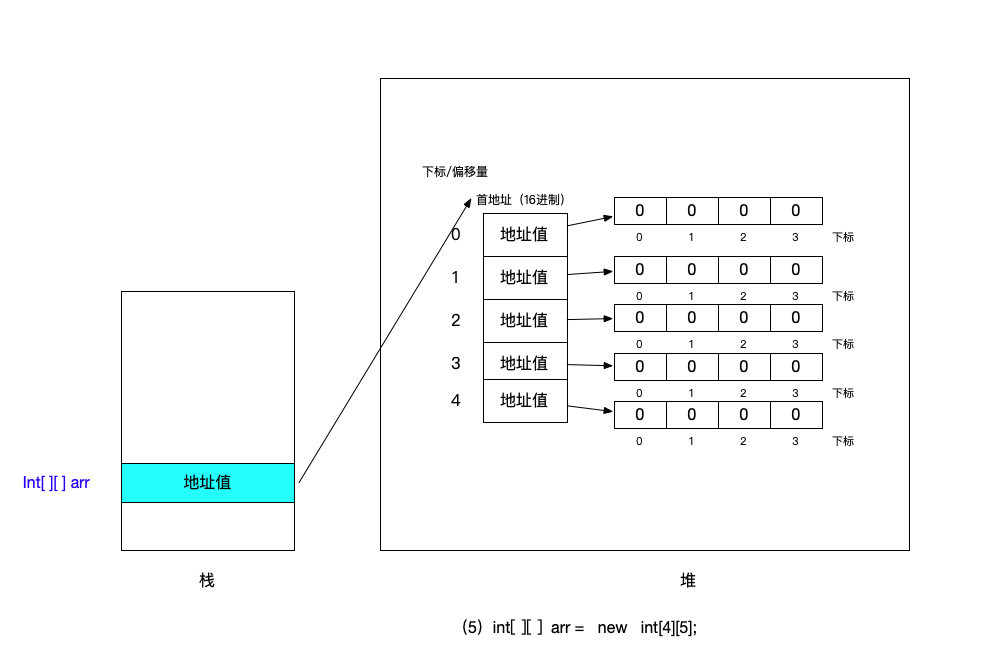 下标/偏移量
首地址（16进制）
0 地址值 0 0 0 0
0 1 2 3 下标
1 地址值 0 0 0 0
0 1 2 3 下标
2 地址值 0 0 0 0
0 1 2 3 下标
3 地址值 0 0 0 0
0 1 2 3 下标
4 地址值 0 0 0 0
0 1 2 3 下标
Int[ ][ ] arr 地址值
栈 堆
（5）int[ ][ ] arr = new int[4][5];